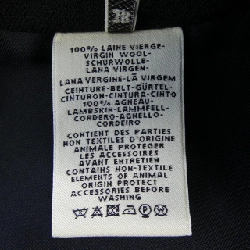 38
100% LAINE VIERGE-
VIRGIN WOOL-
SCHURWOLLE-
LANA VIRGEN-
LANA VERGINE-LÃ VIRGEM
CEINTURE-BELT-GÜRTEL-
CINTURON-CINTURA-CINTO
100% AGNEAU-
LAMBSKIN-LAMMFELL-
CORDERO-AGNELLO-
CORDEIRO
CONTIENT DES PARTIES
NON TEXTILES D'ORIGINE
ANIMALE PROTEGER
LES ACCESSOIRES
AVANT ENTRETIEN
CONTAINS NON-TEXTILE
ELEMENTS OF ANIMAL
ORIGIN PROTECT
ACCESSORIES BEFORE
WASHING